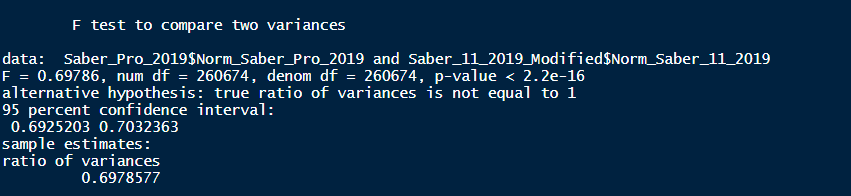 F test to compare two variances
data:  Saber_Pro_2019$Norm_Saber_Pro_2019 and Saber_11_2019_Modified$Norm_Saber_11_2019
F = 0.69786, num df = 260674, denom df = 260674, p-value < 2.2e-16
alternative hypothesis: true ratio of variances is not equal to 1
95 percent confidence interval:
 0.6925203 0.7032363
sample estimates:
ratio of variances
0.6978577